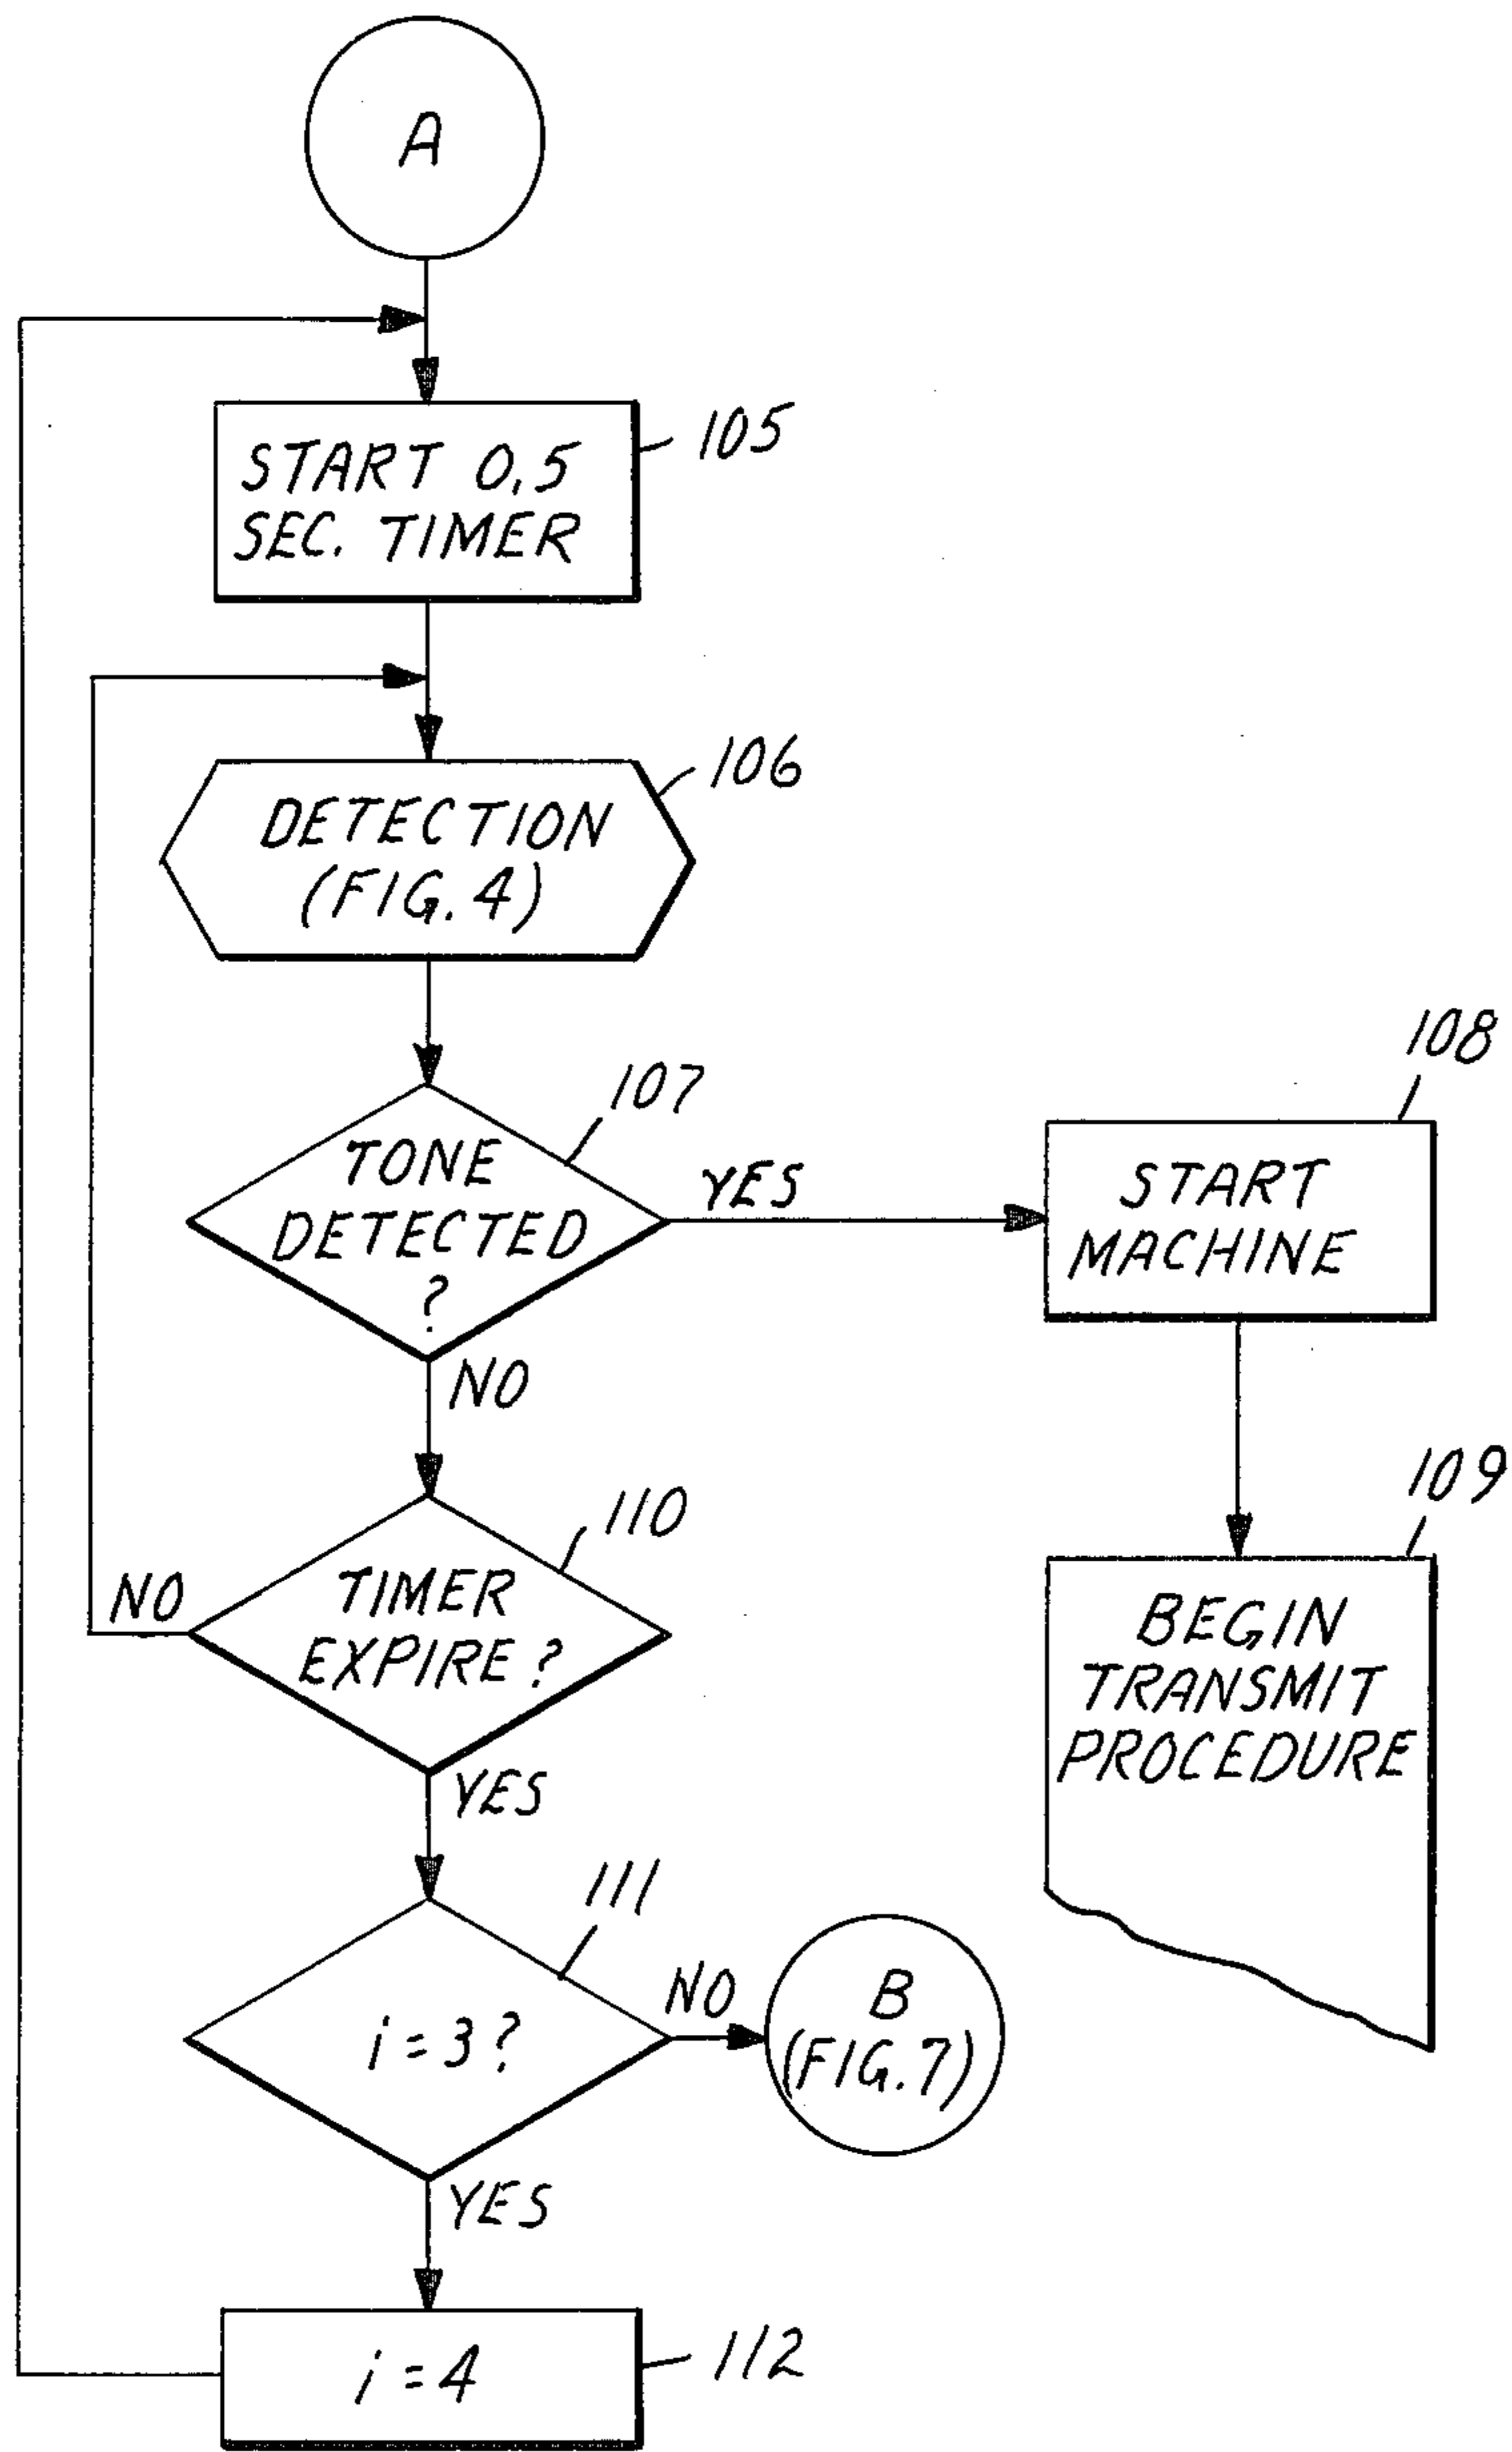 A
START 0,5
SEC. TIMER
105
DETECTION
(FIG. 4)
106
TONE
DETECTED
?
107
YES
NO
START
MACHINE
108
BEGIN
TRANSMIT
PROCEDURE
109
TIMER
EXPIRE ?
110
NO
YES
i = 3 ?
111
NO
B
(FIG. 7)
YES
i = 4
112